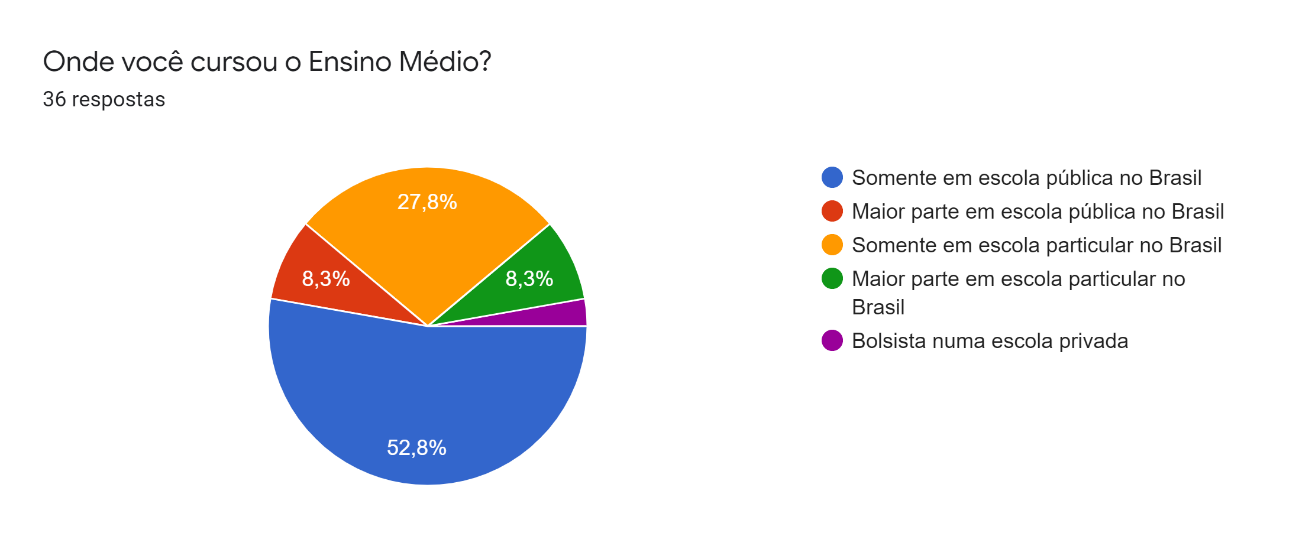 Onde você cursou o Ensino Médio?
36 respostas
27,8%
8,3%
8,3%
52,8%
Somente em escola pública no Brasil
Maior parte em escola pública no Brasil
Somente em escola particular no Brasil
Maior parte em escola particular no
Brasil
Bolsista numa escola privada